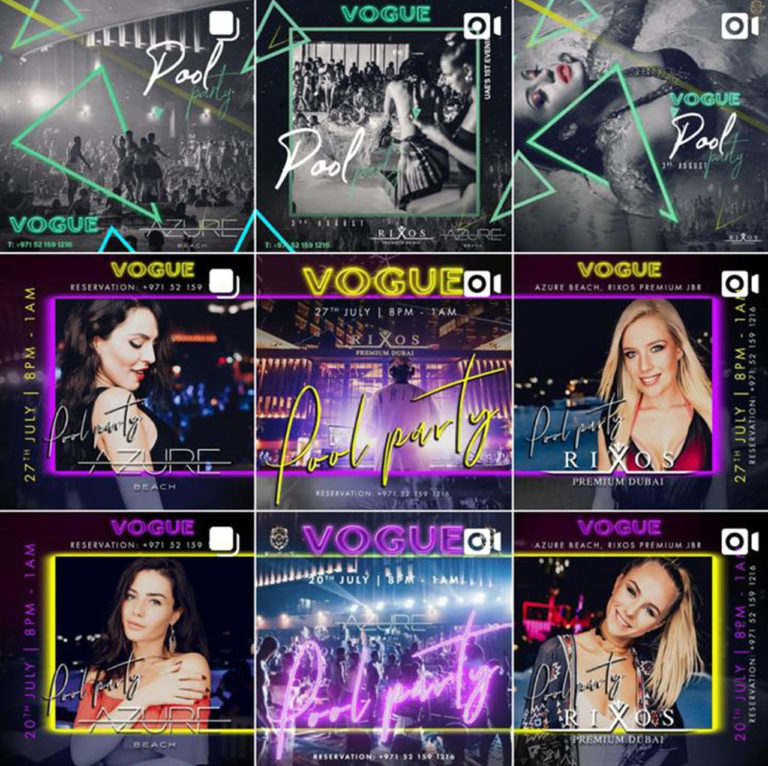 Pool
party
VOGUE
AZURE
BEACH
T: +971 52 159 1216
VOGUE
UAE'S 1ST EVEN
Pool
party
2nd AUGUST
RIXOS
PREMIUM DUBAI
AZURE
BEACH
52 159 1216
VOGUE
Pool
party
2nd AUGUST
RIXOS
VOGUE
RESERVATION: +971 52 159
27TH JULY | 8PM - 1AM
Pool party
AZURE
BEACH
VOGUE
27TH JULY | 8PM - 1AM
RIXOS
PREMIUM DUBAI
Pool party
RESERVATION: +971 52 159 1216
VOGUE
AZURE BEACH, RIXOS PREMIUM JBR
27TH JULY | 8PM - 1A
RESERVATION: +971 52 159 1216
Pool party
RIXOS
PREMIUM DUBAI
VOGUE
RESERVATION: +971 52 159
20TH JULY | 8PM - 1AM
Pool party
AZURE
BEACH
VOGUE
20TH JULY | 8PM - 1AM
AZURE
Pool party
RESERVATION: +971 52 159 1216
VOGUE
AZURE BEACH, RIXOS PREMIUM JBR
20TH JULY | 8PM - 1A
RESERVATION: +971 52 159 1216
Pool party
RIXOS
PREMIUM DUBAI